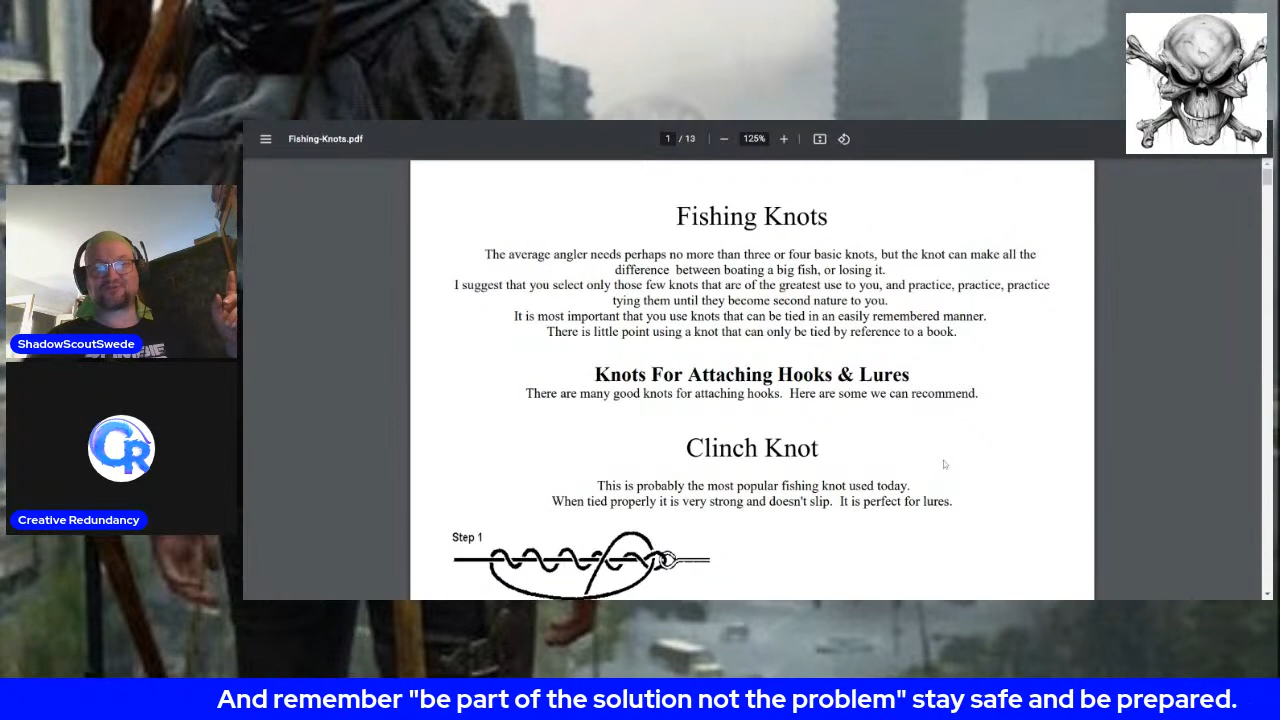 Fishing-Knots.pdf
1 / 13
125%
Fishing Knots
The average angler needs perhaps no more than three or four basic knots, but the knot can make all the
difference between boating a big fish, or losing it.
I suggest that you select only those few knots that are of the greatest use to you, and practice, practice, practice
tying them until they become second nature to you.
It is most important that you use knots that can be tied in an easily remembered manner.
There is little point using a knot that can only be tied by reference to a book.
Knots For Attaching Hooks & Lures
There are many good knots for attaching hooks. Here are some we can recommend.
Clinch Knot
This is probably the most popular fishing knot used today.
When tied properly it is very strong and doesn't slip. It is perfect for lures.
Step 1
ShadowScoutSwede
CR
Creative Redundancy
And remember "be part of the solution not the problem" stay safe and be prepared.